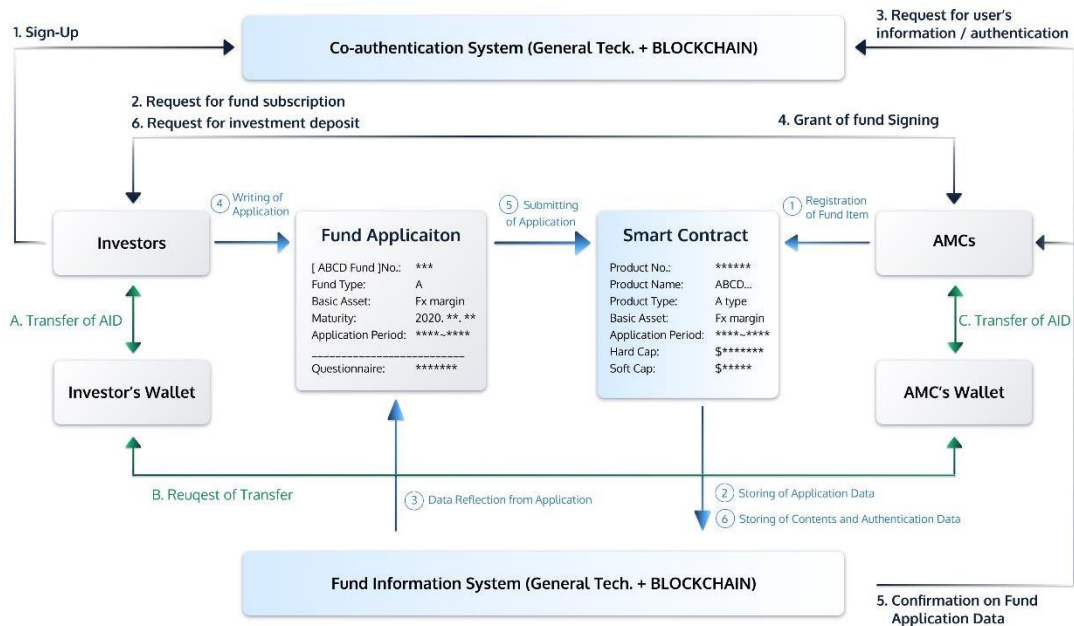 1. Sign-Up
3. Request for user's
information / authentication
Co-authentication System (General Teck. + BLOCKCHAIN)
2. Request for fund subscription
6. Request for investment deposit
4. Grant of fund Signing
④ Writing of
Application
⑤ Submitting
of Application
① Registration
of Fund Item
Investors
Fund Applicaiton
[ ABCD Fund ]No.: ***
Fund Type: A
Basic Asset: Fx margin
Maturity: 2020. **. **
Application Period: ****~****
__________________________
Questionnaire: *******
Smart Contract
Product No.: ******
Product Name: ABCD...
Product Type: A type
Basic Asset: Fx margin
Application Period: ****~****
Hard Cap: $*******
Soft Cap: $*****
AMCs
A. Transfer of AID
C. Transfer of AID
Investor's Wallet
AMC's Wallet
B. Reuqest of Transfer
③ Data Reflection from Application
② Storing of Application Data
⑥ Storing of Contents and Authentication Data
Fund Information System (General Tech. + BLOCKCHAIN)
5. Confirmation on Fund
Application Data